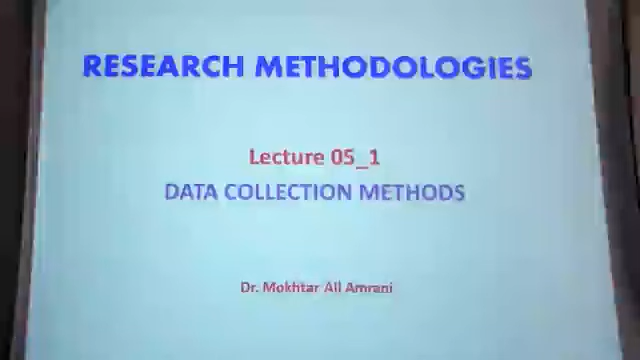 RESEARCH METHODOLOGIES
Lecture 05_1
DATA COLLECTION METHODS
Dr. Mokhtar Ali Amrani